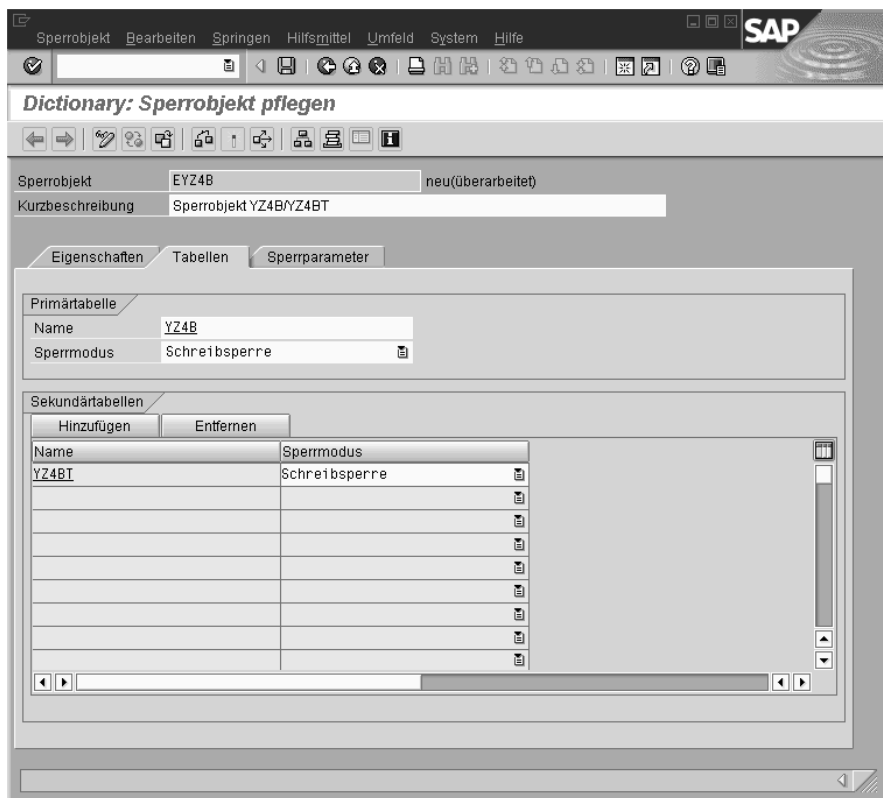 Sperrobjekt Bearbeiten Springen Hilfsmittel Umfeld System Hilfe
SAP
Dictionary: Sperrobjekt pflegen
Sperrobjekt EYZ4B neu(überarbeitet)
Kurzbeschreibung Sperrobjekt YZ4B/YZ4BT
Eigenschaften Tabellen Sperrparameter
Primärtabelle
Name YZ4B
Sperrmodus Schreibsperre
Sekundärtabellen
Hinzufügen Entfernen
Name Sperrmodus
YZ4BT Schreibsperre